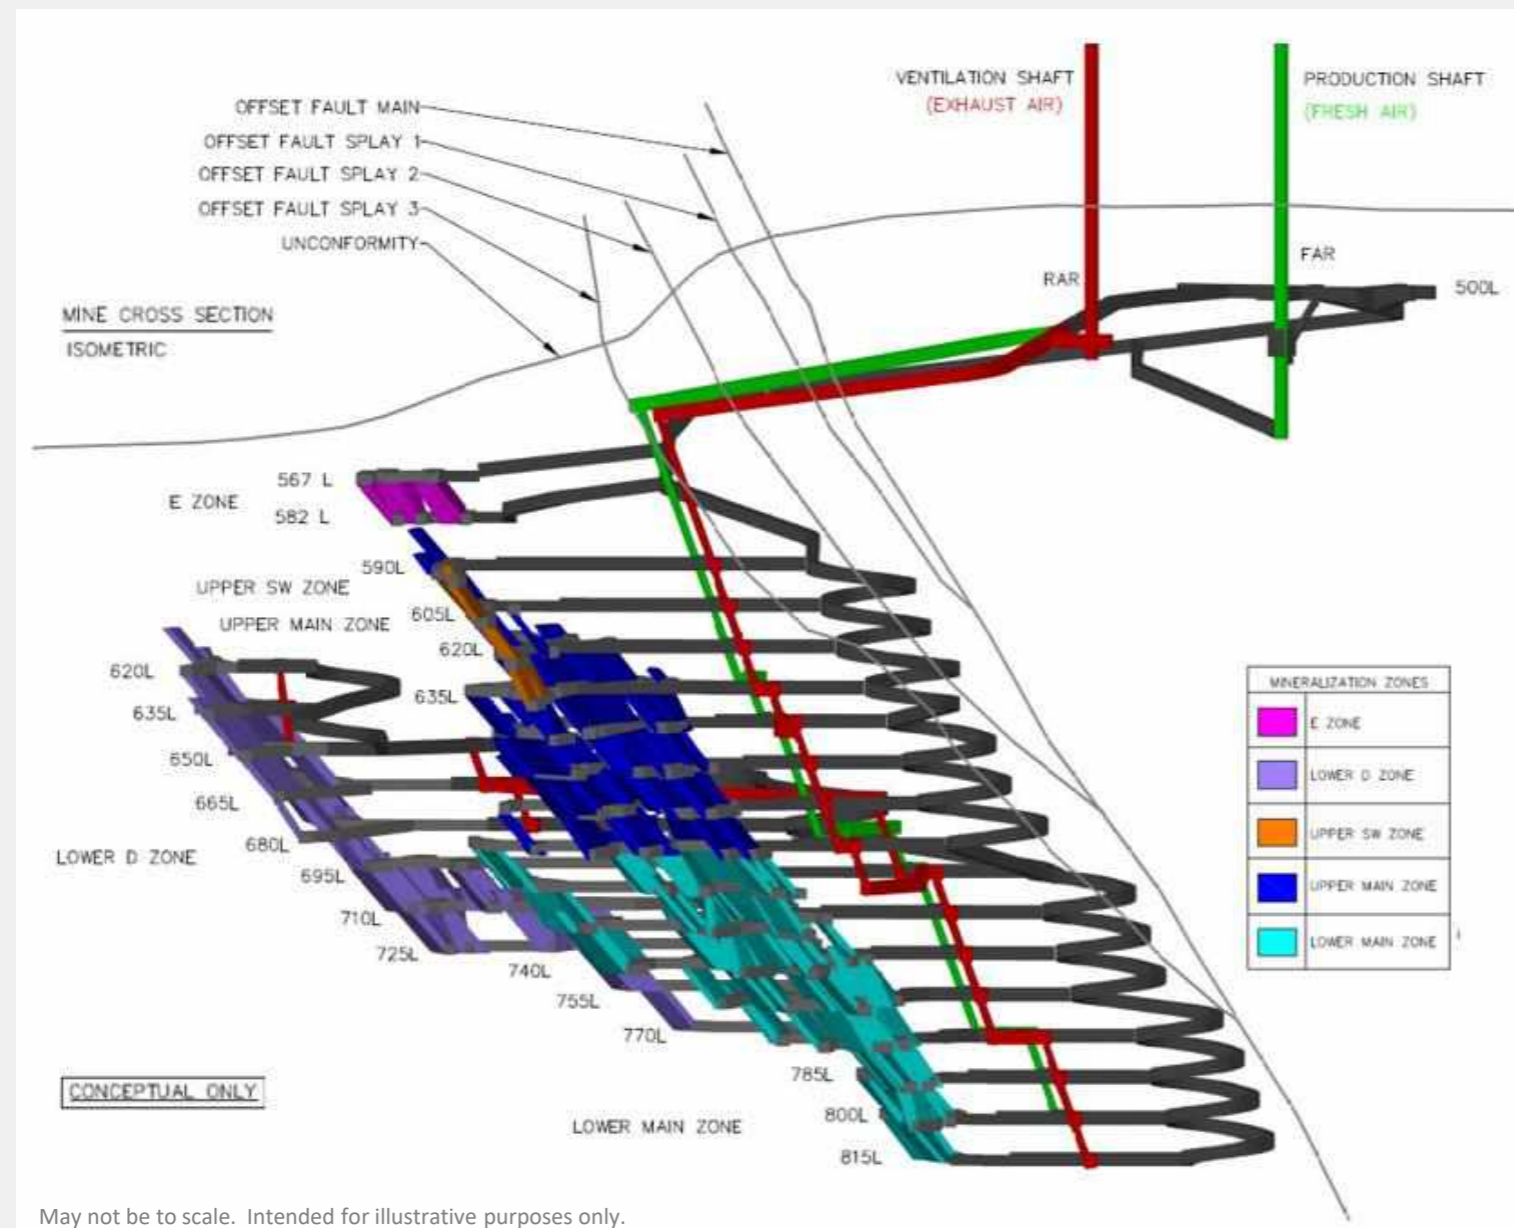 VENTILATION SHAFT
(EXHAUST AIR)
PRODUCTION SHAFT
(FRESH AIR)
OFFSET FAULT MAIN
OFFSET FAULT SPLAY 1
OFFSET FAULT SPLAY 2
OFFSET FAULT SPLAY 3
UNCONFORMITY
RAR
FAR
500L
MINE CROSS SECTION
ISOMETRIC
567 L
E ZONE
582 L
590L
UPPER SW ZONE
605L
UPPER MAIN ZONE
620L
635L
620L
635L
650L
665L
680L
LOWER D ZONE
695L
710L
725L
740L
755L
770L
785L
800L
815L
LOWER MAIN ZONE
MINERALIZATION ZONES
E ZONE
LOWER D ZONE
UPPER SW ZONE
UPPER MAIN ZONE
LOWER MAIN ZONE
CONCEPTUAL ONLY
May not be to scale. Intended for illustrative purposes only.